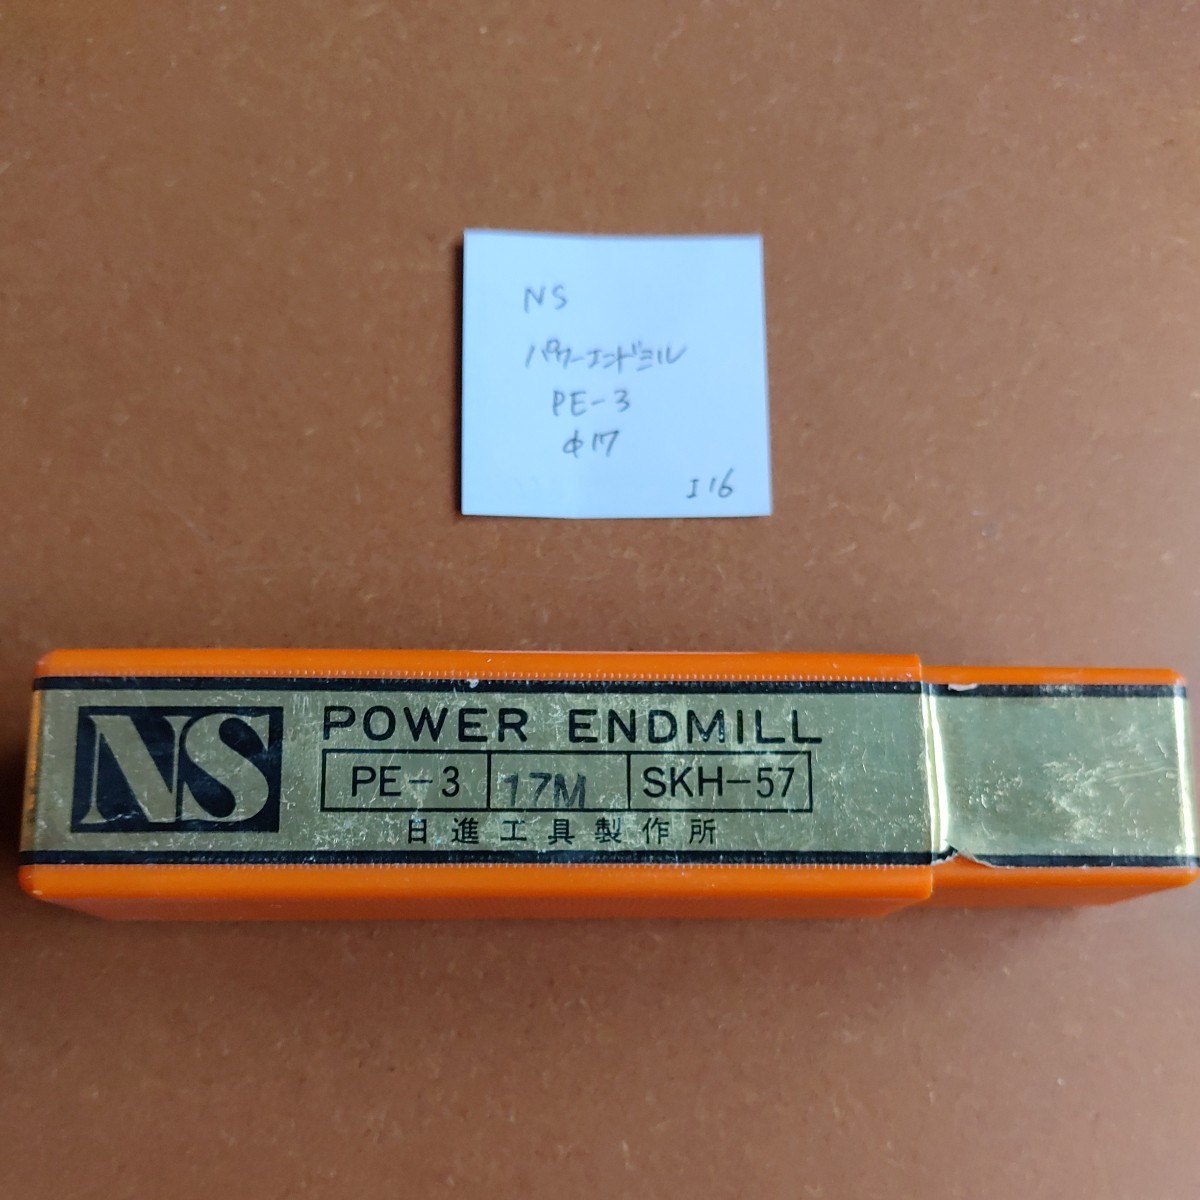 NS
パワーエンドミル
PE-3
φ17
I16
NS
POWER ENDMILL
PE-3 17M SKH-57
日進工具製作所